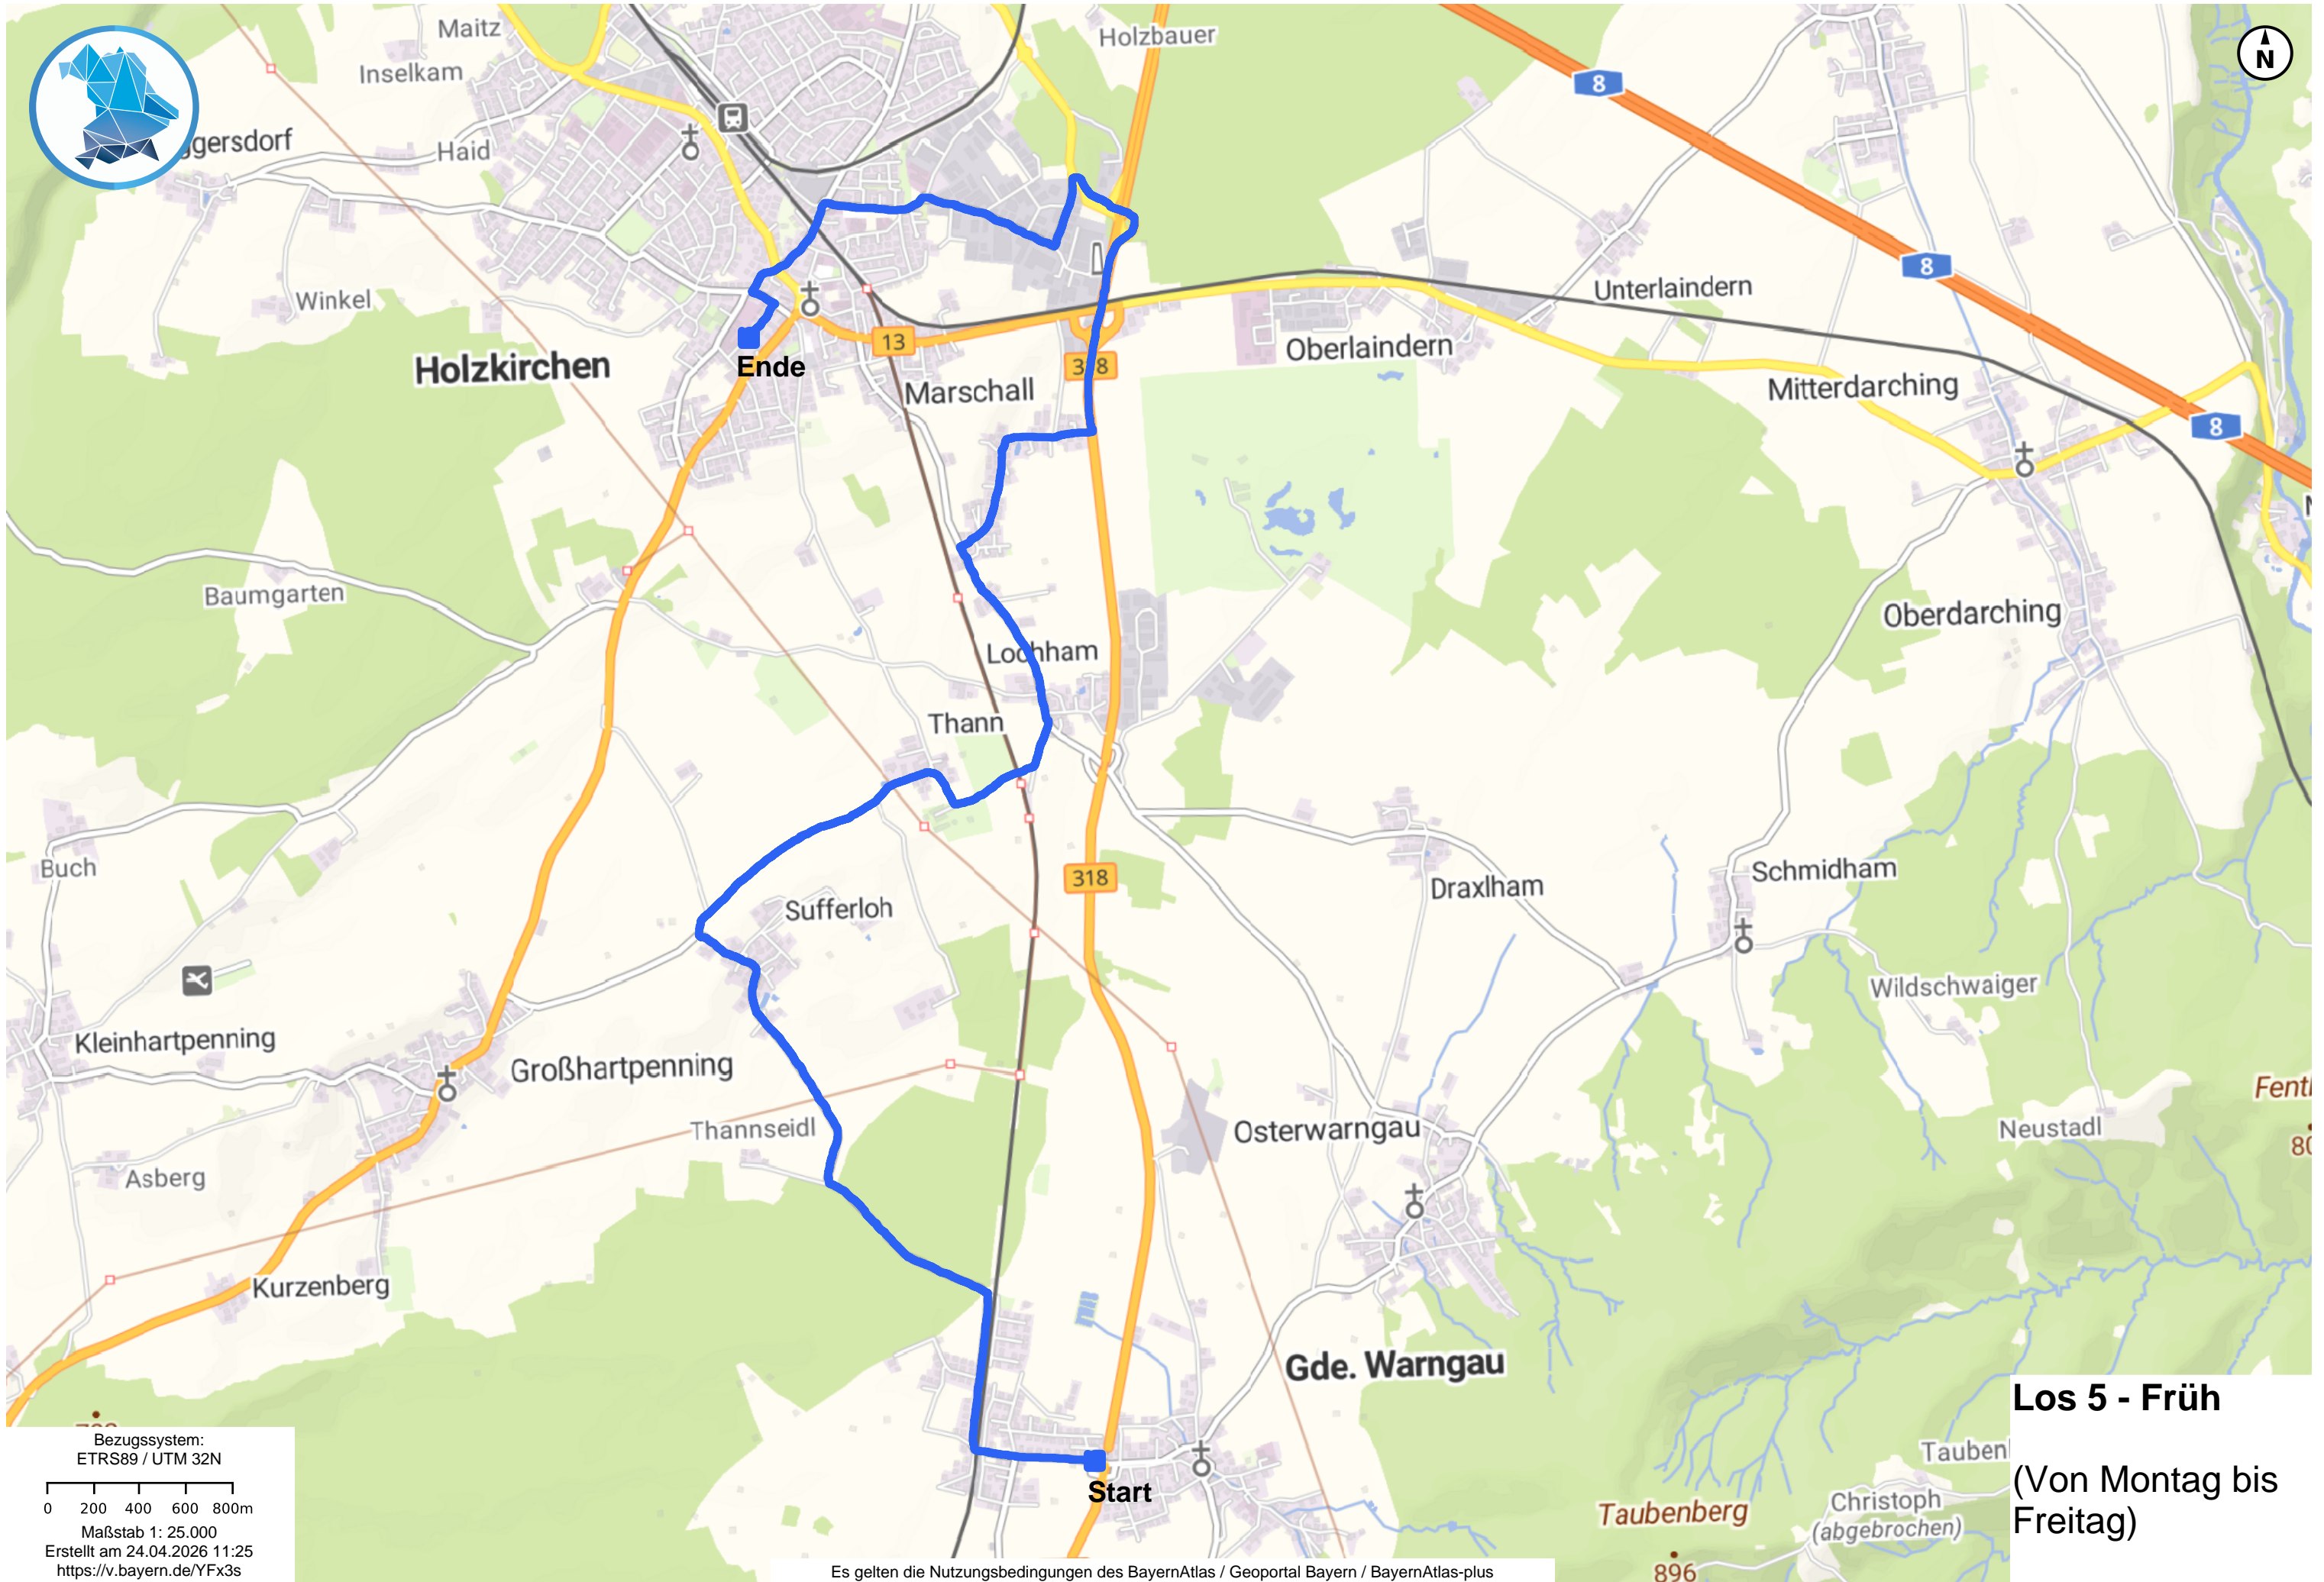 Maitz
Holzbauer
Inselkam
8
N
ggersdorf
Haid
8
Winkel
Unterlaindern
13
Oberlaindern
Holzkirchen
Ende
Marschall
Mitterdarching
8
Baumgarten
Oberdarching
Lochham
Thann
Buch
318
Draxlham
Schmidham
Sufferloh
Wildschwaiger
Kleinhartpenning
Großhartpenning
Thannseidl
Osterwarngau
Neustadl
Asberg
Kurzenberg
Gde. Warngau
Start
Taubenberg
896
Christoph
(abgebrochen)
Los 5 - Früh
(Von Montag bis
Freitag)
Bezugssystem:
ETRS89 / UTM 32N
0 200 400 600 800m
Maßstab 1: 25.000
Erstellt am 24.04.2026 11:25
https://v.bayern.de/YFx3s
Es gelten die Nutzungsbedingungen des BayernAtlas / Geoportal Bayern / BayernAtlas-plus